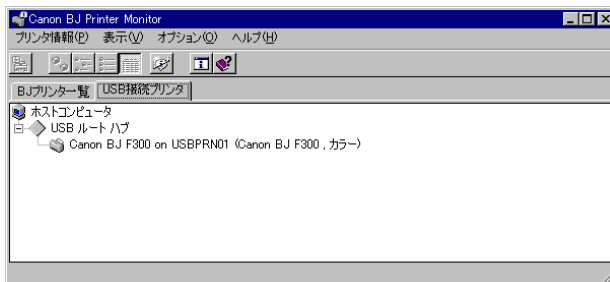 Canon BJ Printer Monitor
プリンタ情報(P) 表示(V) オプション(O) ヘルプ(H)
BJプリンター覧 USB接続プリンタ
ホストコンピュータ
USB ルート ハブ
Canon BJ F300 on USBPRN01 (Canon BJ F300 , カラー)